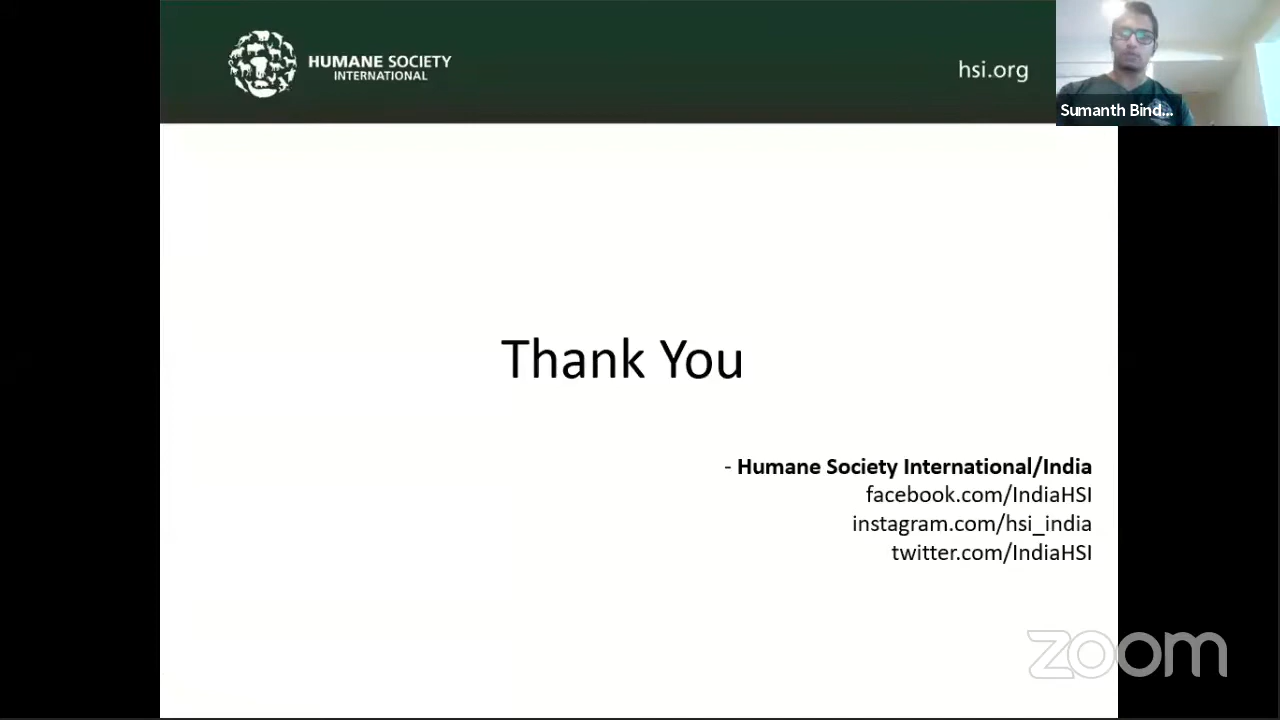 HUMANE SOCIETY
INTERNATIONAL
hsi.org
Sumanth Bind...
Thank You
- Humane Society International/India
facebook.com/IndiaHSI
instagram.com/hsi_india
twitter.com/IndiaHSI
zoom